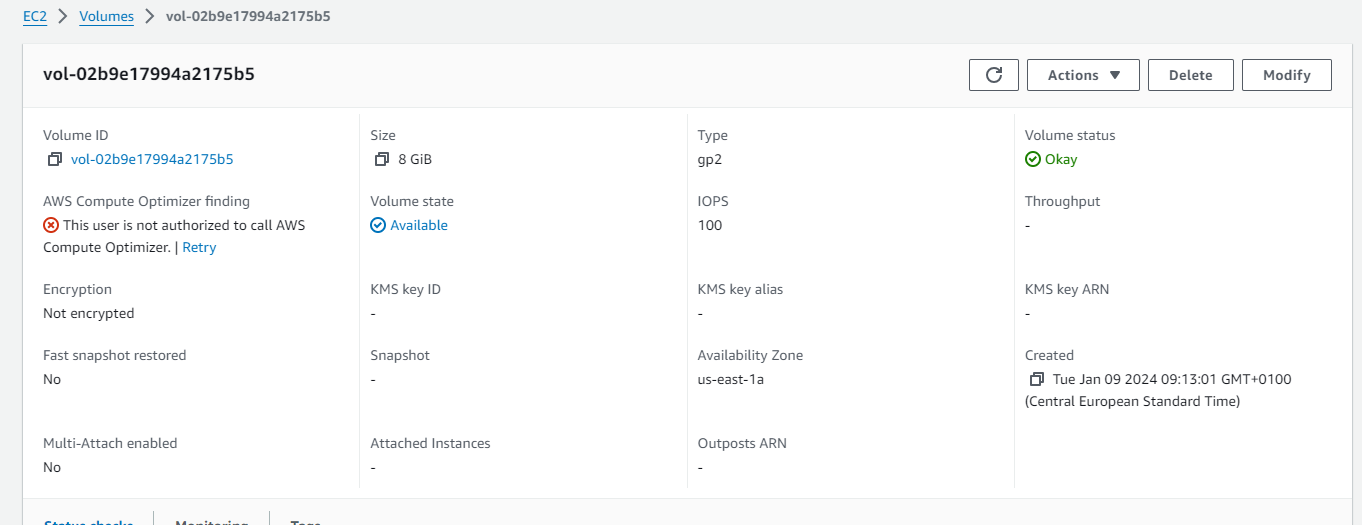 EC2 > Volumes > vol-02b9e17994a2175b5
vol-02b9e17994a2175b5
Actions ▼
Delete
Modify
Volume ID
vol-02b9e17994a2175b5
Size
8 GiB
Type
gp2
Volume status
Okay
AWS Compute Optimizer finding
This user is not authorized to call AWS
Compute Optimizer. | Retry
Volume state
Available
IOPS
100
Throughput
-
Encryption
Not encrypted
KMS key ID
-
KMS key alias
-
KMS key ARN
-
Fast snapshot restored
No
Snapshot
-
Availability Zone
us-east-1a
Created
Tue Jan 09 2024 09:13:01 GMT+0100
(Central European Standard Time)
Multi-Attach enabled
No
Attached Instances
-
Outposts ARN
-
Status checks
Monitoring
Tags